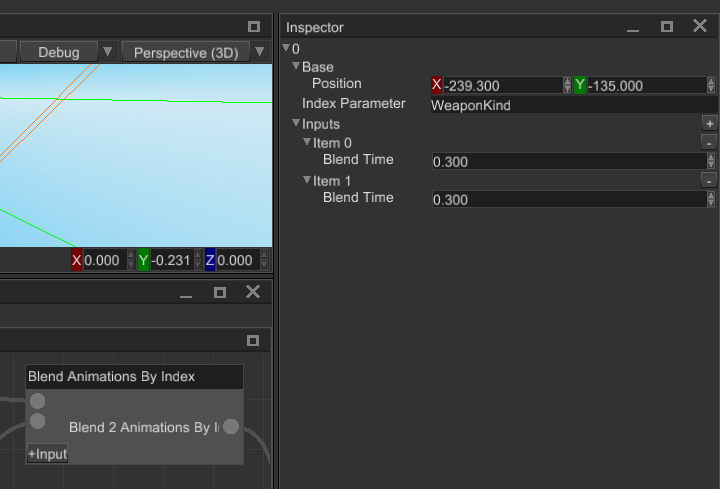 Inspector
0
Base
Position X -239.300 Y -135.000
Index Parameter WeaponKind
Inputs +
Item 0 -
Blend Time 0.300
Item 1 -
Blend Time 0.300
Debug Perspective (3D)
X 0.000 Y -0.231 Z 0.000
Blend Animations By Index
Blend 2 Animations By I
+Input